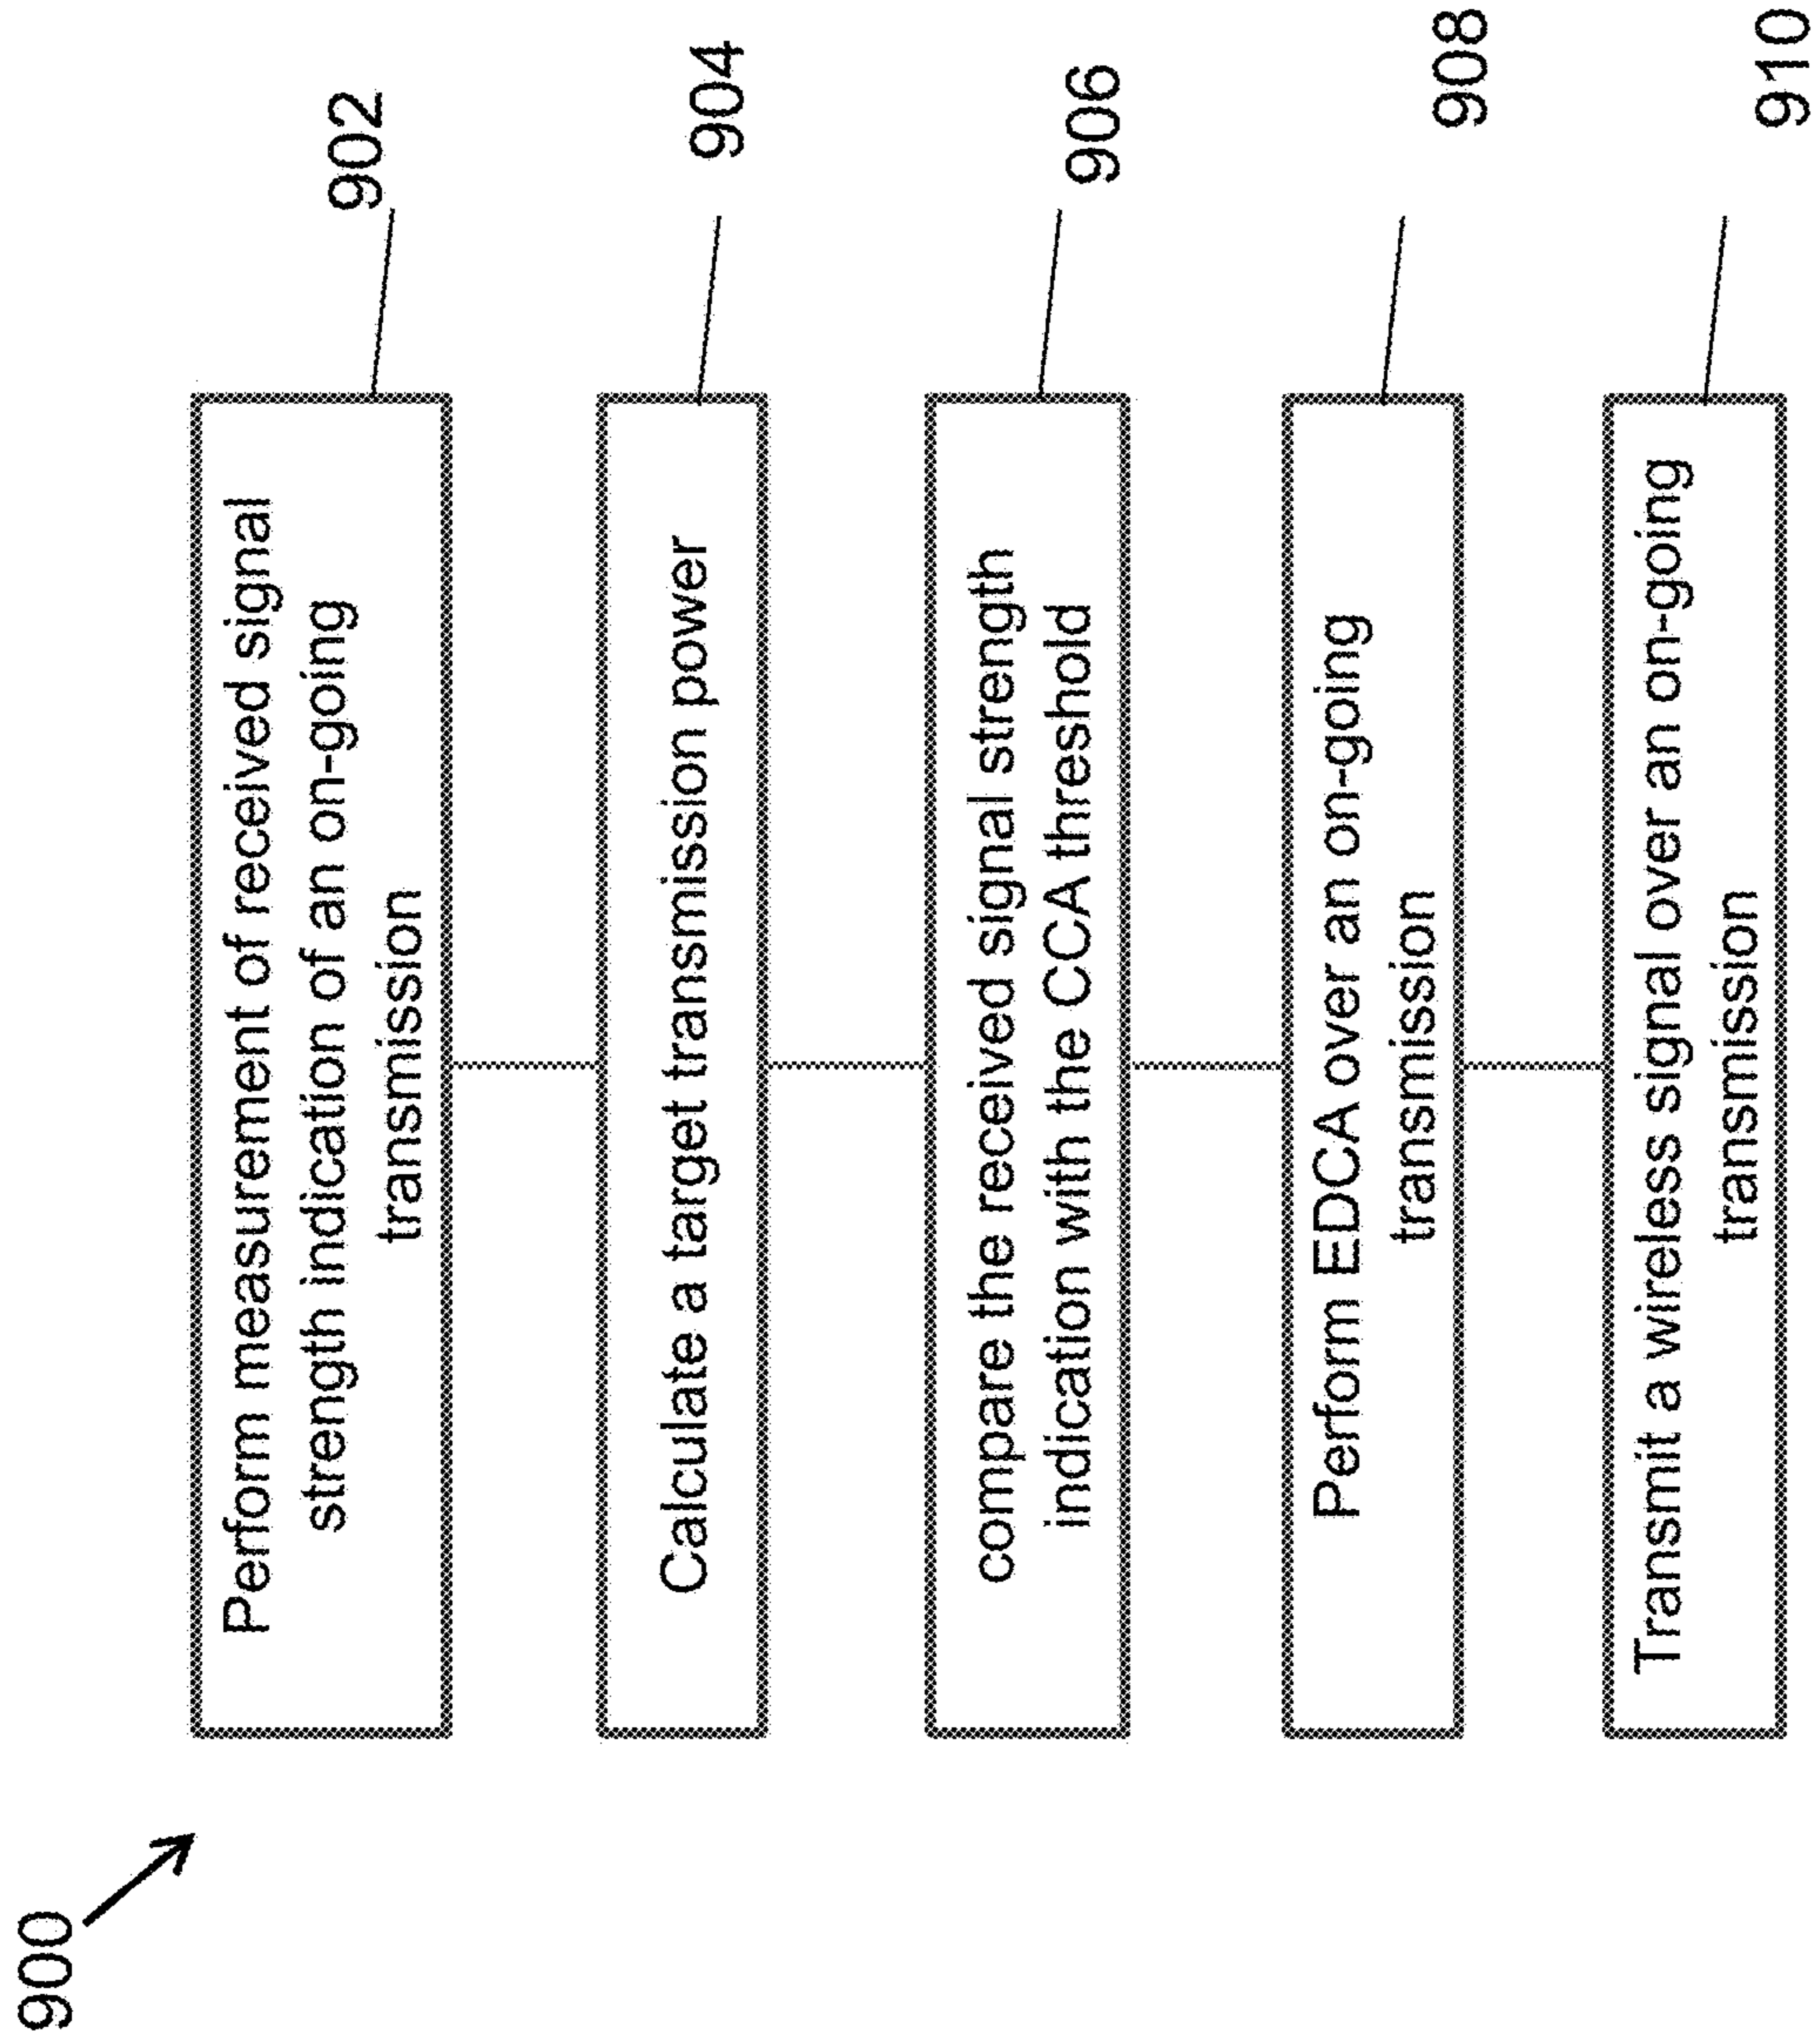 900
Perform measurement of received signal
strength indication of an on-going
transmission
902
Calculate a target transmission power
904
compare the received signal strength
indication with the CCA threshold
906
Perform EDCA over an on-going
transmission
908
Transmit a wireless signal over an on-going
transmission
910